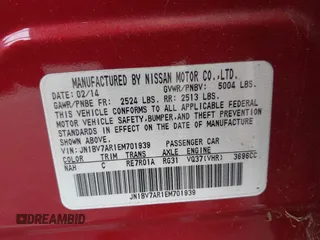 MANUFACTURED BY NISSAN MOTOR CO.,LTD.
DATE: 02/14 GVWR/PNBV: 5004 LBS.
GAWR/PNBE FR: 2524 LBS. RR: 2513 LBS.
THIS VEHICLE CONFORMS TO ALL APPLICABLE
FEDERAL MOTOR VEHICLE SAFETY,BUMPER,AND THEFT PREVENTION
STANDARDS IN EFFECT ON THE DATE OF MANUFACTURE
SHOWN ABOVE.
VIN: JN1BV7AR1EM701939 PASSENGER CAR
COLOR TRIM TRANS AXLE ENGINE
NAH C RE7R01A RG31 VQ37(VHR) 3696CC
JN1BV7AR1EM701939
DREAMBID